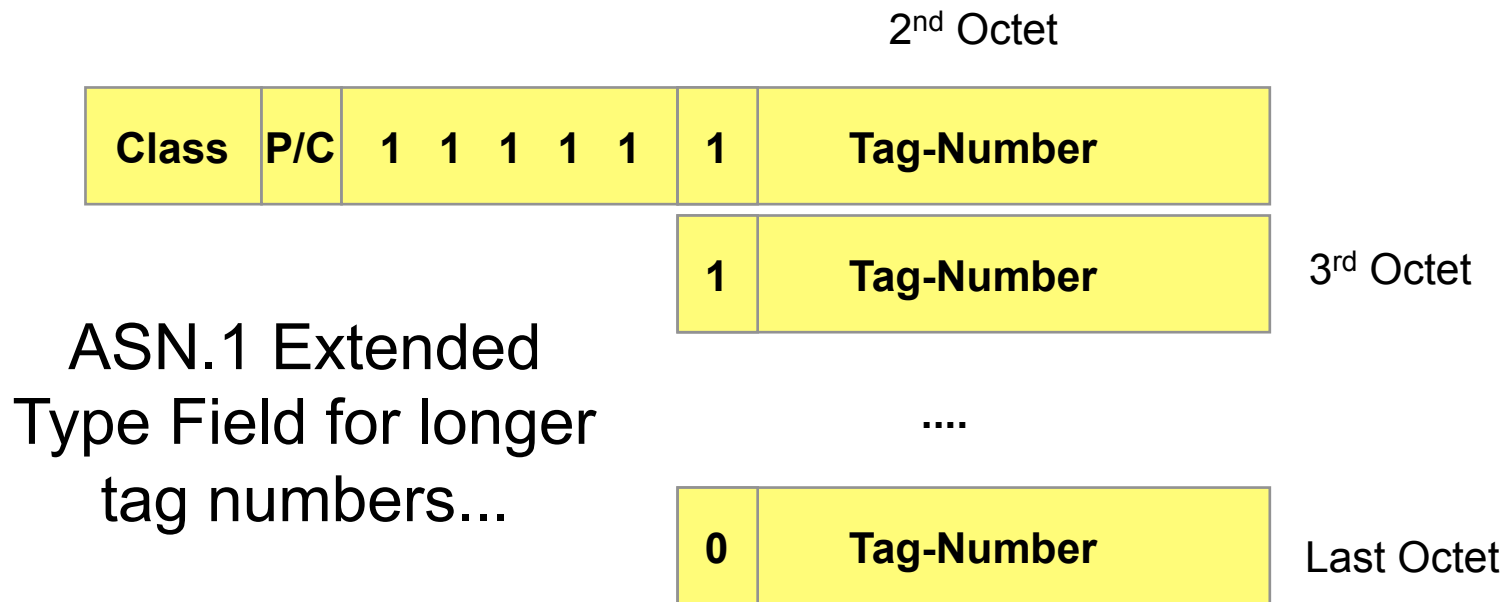 2nd Octet
Class P/C 1 1 1 1 1 1 Tag-Number
1 Tag-Number 3rd Octet
ASN.1 Extended
Type Field for longer
tag numbers...
....
0 Tag-Number Last Octet